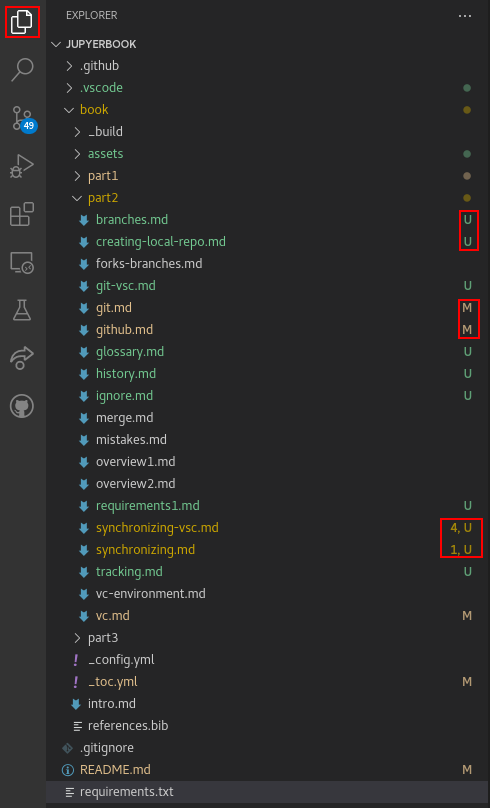 EXPLORER
JUPYERBOOK
.github
.vscode
book
49
_build
assets
part1
part2
branches.md U
creating-local-repo.md U
forks-branches.md
git-vsc.md U
git.md M
github.md M
glossary.md U
history.md U
ignore.md U
merge.md
mistakes.md
overview1.md
overview2.md
requirements1.md U
synchronizing-vsc.md 4, U
synchronizing.md 1, U
tracking.md U
vc-environment.md
vc.md M
part3
! _config.yml
! _toc.yml M
intro.md
references.bib
.gitignore
README.md M
requirements.txt